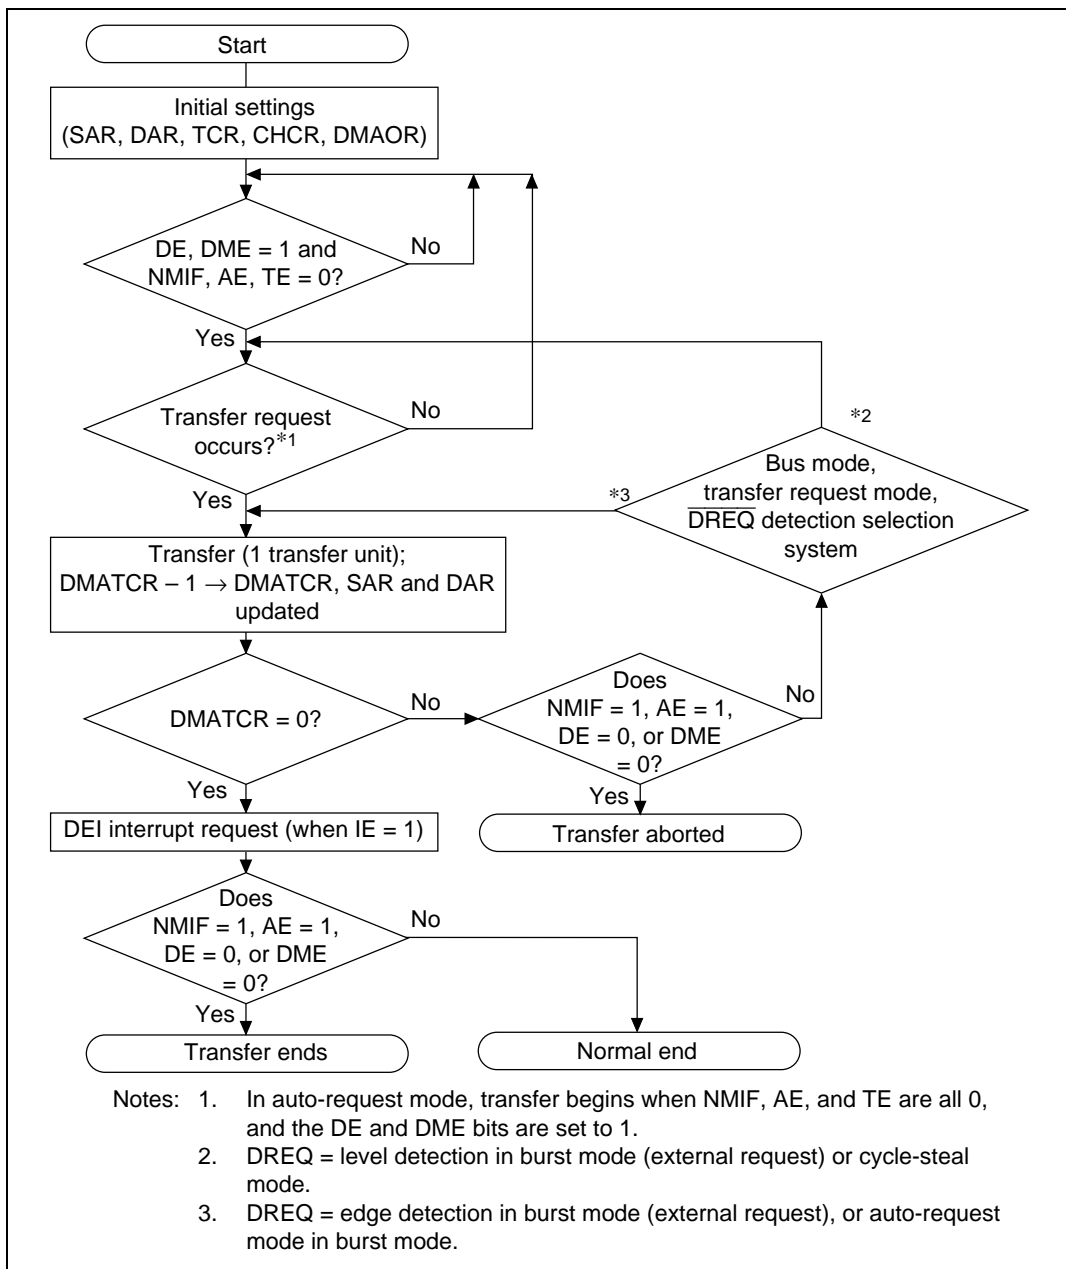 Start
Initial settings
(SAR, DAR, TCR, CHCR, DMAOR)
DE, DME = 1 and
NMIF, AE, TE = 0?
No
Yes
Transfer request
occurs?*1
No
Yes
*2
Bus mode,
transfer request mode,
DREQ detection selection
system
*3
Transfer (1 transfer unit);
DMATCR – 1 → DMATCR, SAR and DAR
updated
DMATCR = 0?
No
Yes
Does
NMIF = 1, AE = 1,
DE = 0, or DME
= 0?
No
Yes
Transfer aborted
DEI interrupt request (when IE = 1)
Does
NMIF = 1, AE = 1,
DE = 0, or DME
= 0?
No
Yes
Transfer ends
Normal end
Notes: 1. In auto-request mode, transfer begins when NMIF, AE, and TE are all 0,
and the DE and DME bits are set to 1.
2. DREQ = level detection in burst mode (external request) or cycle-steal
mode.
3. DREQ = edge detection in burst mode (external request), or auto-request
mode in burst mode.